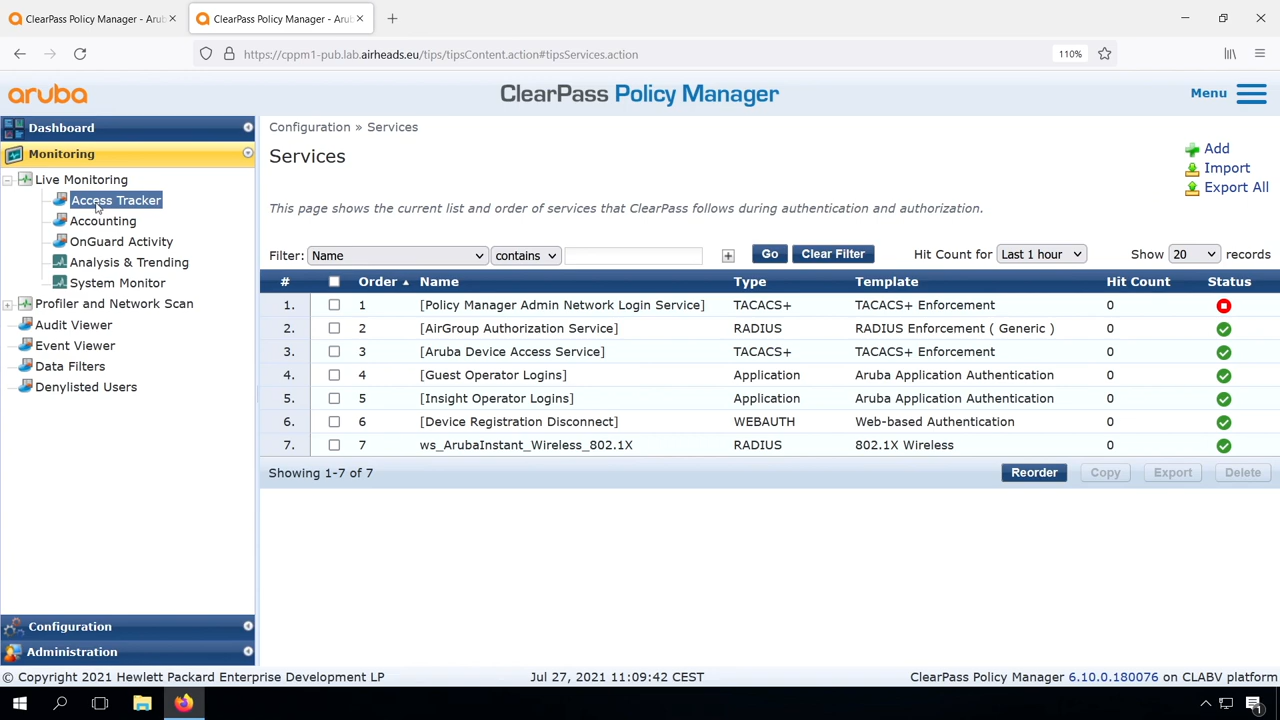 ClearPass Policy Manager - Aru
ClearPass Policy Manager - Aru
https://cppm1-pub.lab.airheads.eu/tips/tipsContent.action#tipsServices.action
110%
aruba
ClearPass Policy Manager
Menu
Dashboard
Monitoring
Live Monitoring
Access Tracker
Accounting
OnGuard Activity
Analysis & Trending
System Monitor
Profiler and Network Scan
Audit Viewer
Event Viewer
Data Filters
Denylisted Users
Configuration
Administration
Configuration » Services
Services
Add
Import
Export All
This page shows the current list and order of services that ClearPass follows during authentication and authorization.
Filter: Name contains Go Clear Filter Hit Count for Last 1 hour Show 20 records
# Order Name Type Template Hit Count Status
1. 1 [Policy Manager Admin Network Login Service] TACACS+ TACACS+ Enforcement 0
2. 2 [AirGroup Authorization Service] RADIUS RADIUS Enforcement ( Generic ) 0
3. 3 [Aruba Device Access Service] TACACS+ TACACS+ Enforcement 0
4. 4 [Guest Operator Logins] Application Aruba Application Authentication 0
5. 5 [Insight Operator Logins] Application Aruba Application Authentication 0
6. 6 [Device Registration Disconnect] WEBAUTH Web-based Authentication 0
7. 7 ws_ArubaInstant_Wireless_802.1X RADIUS 802.1X Wireless 0
Showing 1-7 of 7 Reorder Copy Export Delete
© Copyright 2021 Hewlett Packard Enterprise Development LP Jul 27, 2021 11:09:42 CEST ClearPass Policy Manager 6.10.0.180076 on CLABV platform
1